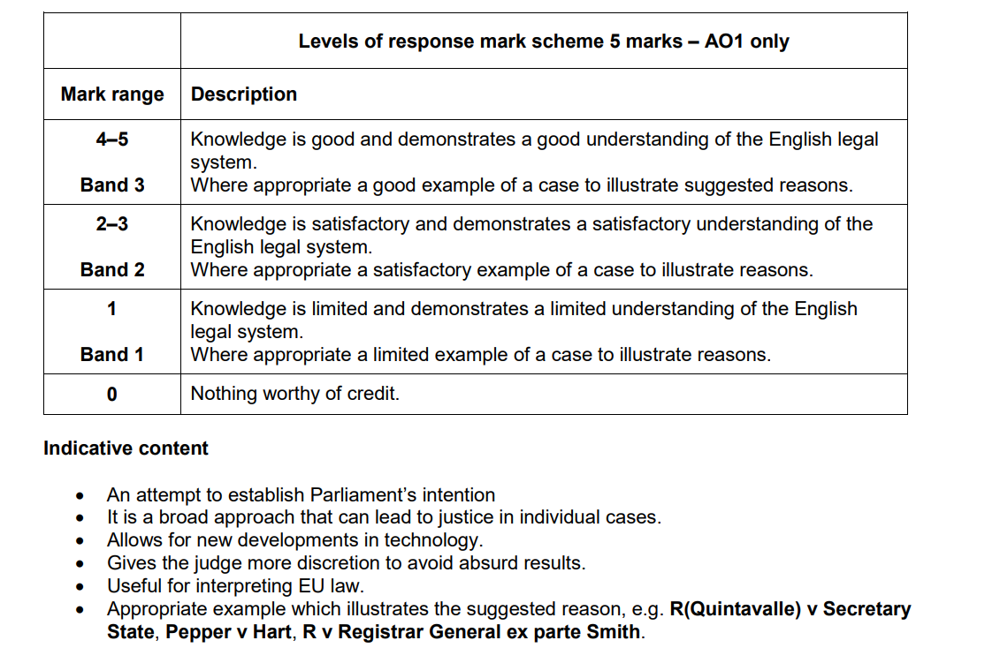 Levels of response mark scheme 5 marks – AO1 only
Mark range Description
4–5 Knowledge is good and demonstrates a good understanding of the English legal
system.
Band 3 Where appropriate a good example of a case to illustrate suggested reasons.
2–3 Knowledge is satisfactory and demonstrates a satisfactory understanding of the
English legal system.
Band 2 Where appropriate a satisfactory example of a case to illustrate reasons.
1 Knowledge is limited and demonstrates a limited understanding of the English
legal system.
Band 1 Where appropriate a limited example of a case to illustrate reasons.
0 Nothing worthy of credit.
Indicative content
• An attempt to establish Parliament’s intention
• It is a broad approach that can lead to justice in individual cases.
• Allows for new developments in technology.
• Gives the judge more discretion to avoid absurd results.
• Useful for interpreting EU law.
• Appropriate example which illustrates the suggested reason, e.g. R(Quintavalle) v Secretary
State, Pepper v Hart, R v Registrar General ex parte Smith.